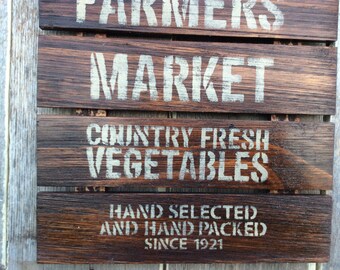 FARMERS
MARKET
COUNTRY FRESH
VEGETABLES
HAND SELECTED
AND HAND PACKED
SINCE 1921